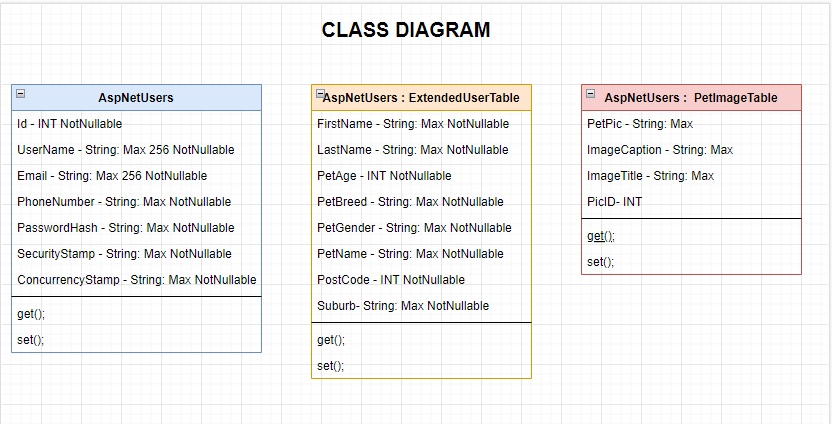 CLASS DIAGRAM
AspNetUsers
Id - INT NotNullable
UserName - String: Max 256 NotNullable
Email - String: Max 256 NotNullable
PhoneNumber - String: Max NotNullable
PasswordHash - String: Max NotNullable
SecurityStamp - String: Max NotNullable
ConcurrencyStamp - String: Max NotNullable
get();
set();
AspNetUsers : ExtendedUserTable
FirstName - String: Max NotNullable
LastName - String: Max NotNullable
PetAge - INT NotNullable
PetBreed - String: Max NotNullable
PetGender - String: Max NotNullable
PetName - String: Max NotNullable
PostCode - INT NotNullable
Suburb- String: Max NotNullable
get();
set();
AspNetUsers : PetImageTable
PetPic - String: Max
ImageCaption - String: Max
ImageTitle - String: Max
PicID- INT
get();
set();